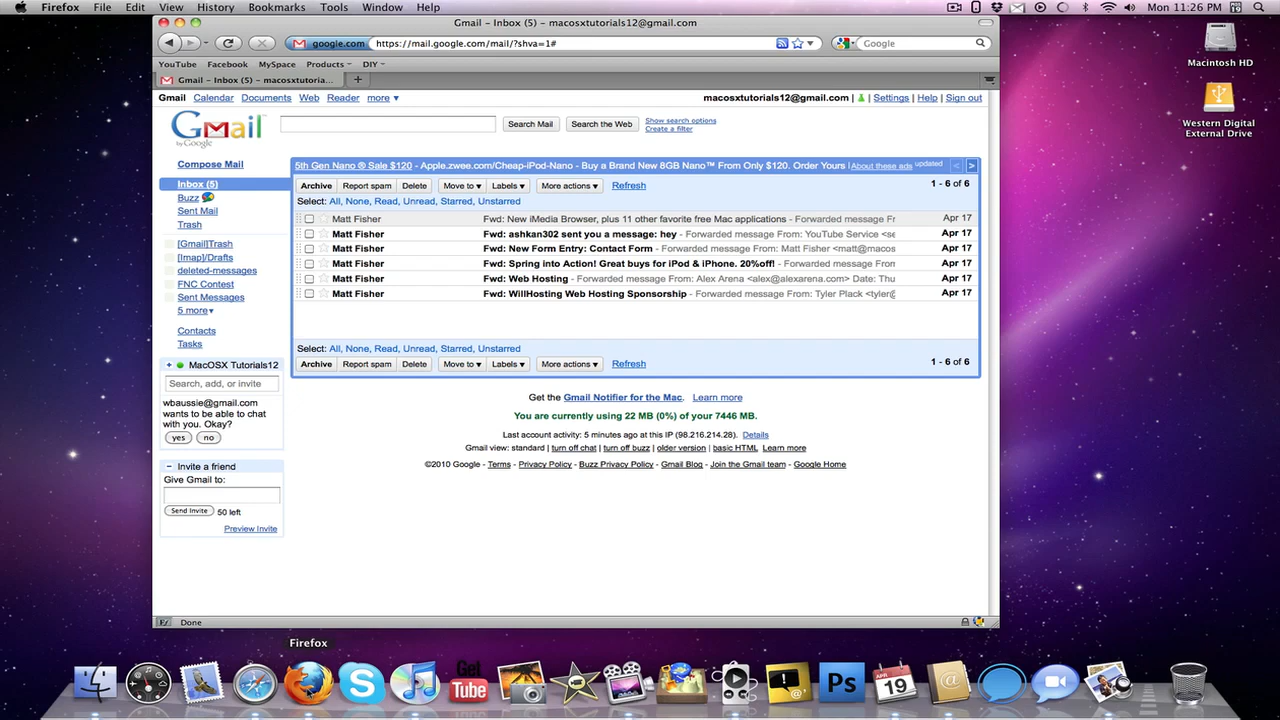 Firefox File Edit View History Bookmarks Tools Window Help Mon 11:26 PM
Gmail - Inbox (5) - macosxtutorials12@gmail.com
google.com https://mail.google.com/mail/?shva=1# Google
YouTube Facebook MySpace Products DIY
Gmail - Inbox (5) - macosxtutoria...
Macintosh HD
Western Digital
External Drive
Gmail Calendar Documents Web Reader more macosxtutorials12@gmail.com | Settings | Help | Sign out
Gmail
by Google
Search Mail Search the Web Show search options
Create a filter
Compose Mail
Inbox (5)
Buzz
Sent Mail
Trash
[Gmail]Trash
[Imap]/Drafts
deleted-messages
FNC Contest
Sent Messages
5 more
Contacts
Tasks
MacOSX Tutorials12
Search, add, or invite
wbaussie@gmail.com
wants to be able to chat
with you. Okay?
yes no
Invite a friend
Give Gmail to:
Send Invite 50 left
Preview Invite
5th Gen Nano ® Sale $120 - Apple.zwee.com/Cheap-iPod-Nano - Buy a Brand New 8GB Nano™ From Only $120. Order Yours About these ads updated < >
Archive Report spam Delete Move to Labels More actions Refresh 1 - 6 of 6
Select: All, None, Read, Unread, Starred, Unstarred
Matt Fisher Fwd: New iMedia Browser, plus 11 other favorite free Mac applications - Forwarded message Fr Apr 17
Matt Fisher Fwd: ashkan302 sent you a message: hey - Forwarded message From: YouTube Service <se Apr 17
Matt Fisher Fwd: New Form Entry: Contact Form - Forwarded message From: Matt Fisher <matt@macos Apr 17
Matt Fisher Fwd: Spring into Action! Great buys for iPod & iPhone. 20%off! - Forwarded message From: Apr 17
Matt Fisher Fwd: Web Hosting - Forwarded message From: Alex Arena <alex@alexarena.com> Date: Thu Apr 17
Matt Fisher Fwd: WillHosting Web Hosting Sponsorship - Forwarded message From: Tyler Plack <tyler@ Apr 17
Select: All, None, Read, Unread, Starred, Unstarred
Archive Report spam Delete Move to Labels More actions Refresh 1 - 6 of 6
Get the Gmail Notifier for the Mac. Learn more
You are currently using 22 MB (0%) of your 7446 MB.
Last account activity: 5 minutes ago at this IP (98.216.214.28). Details
Gmail view: standard | turn off chat | turn off buzz | older version | basic HTML Learn more
©2010 Google - Terms - Privacy Policy - Buzz Privacy Policy - Gmail Blog - Join the Gmail team - Google Home
Done
Firefox
Get
Tube
Ps
19